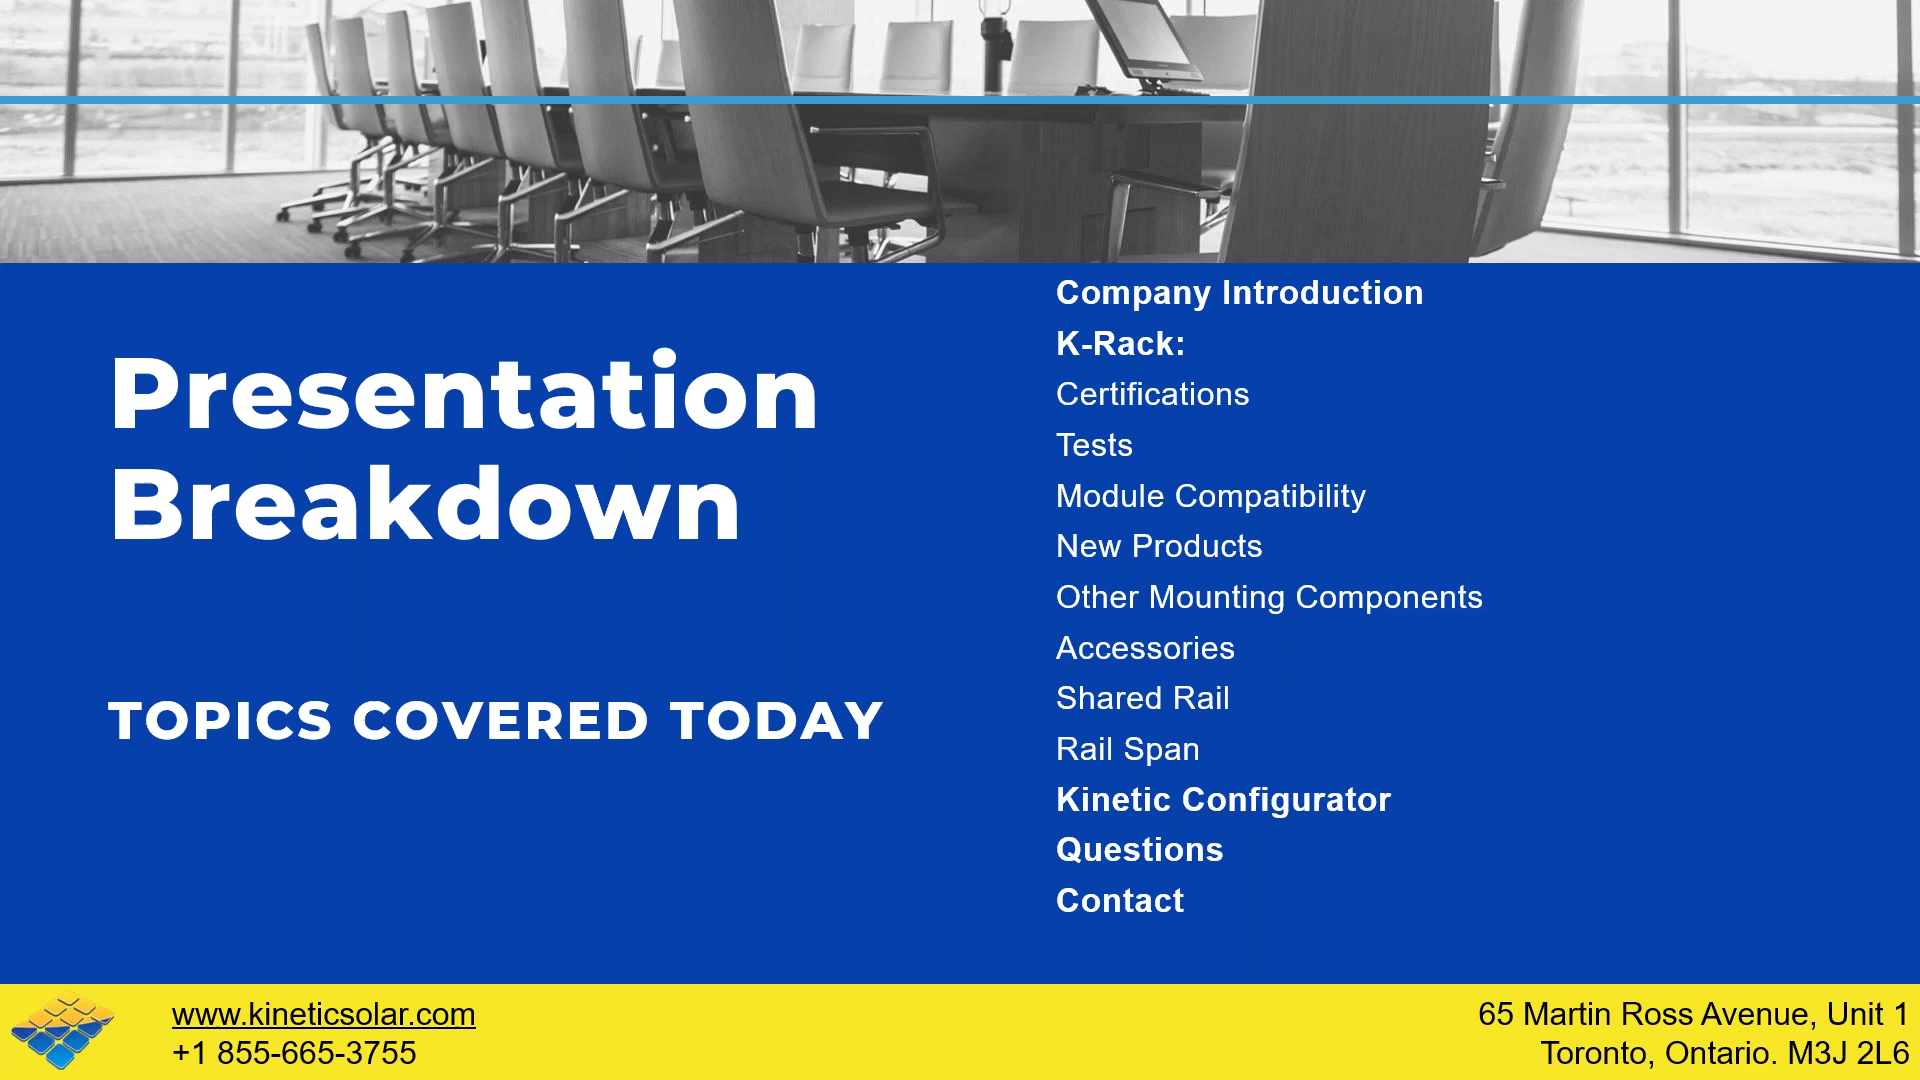 Presentation
Breakdown
TOPICS COVERED TODAY
Company Introduction
K-Rack:
Certifications
Tests
Module Compatibility
New Products
Other Mounting Components
Accessories
Shared Rail
Rail Span
Kinetic Configurator
Questions
Contact
www.kineticsolar.com
+1 855-665-3755
65 Martin Ross Avenue, Unit 1
Toronto, Ontario. M3J 2L6